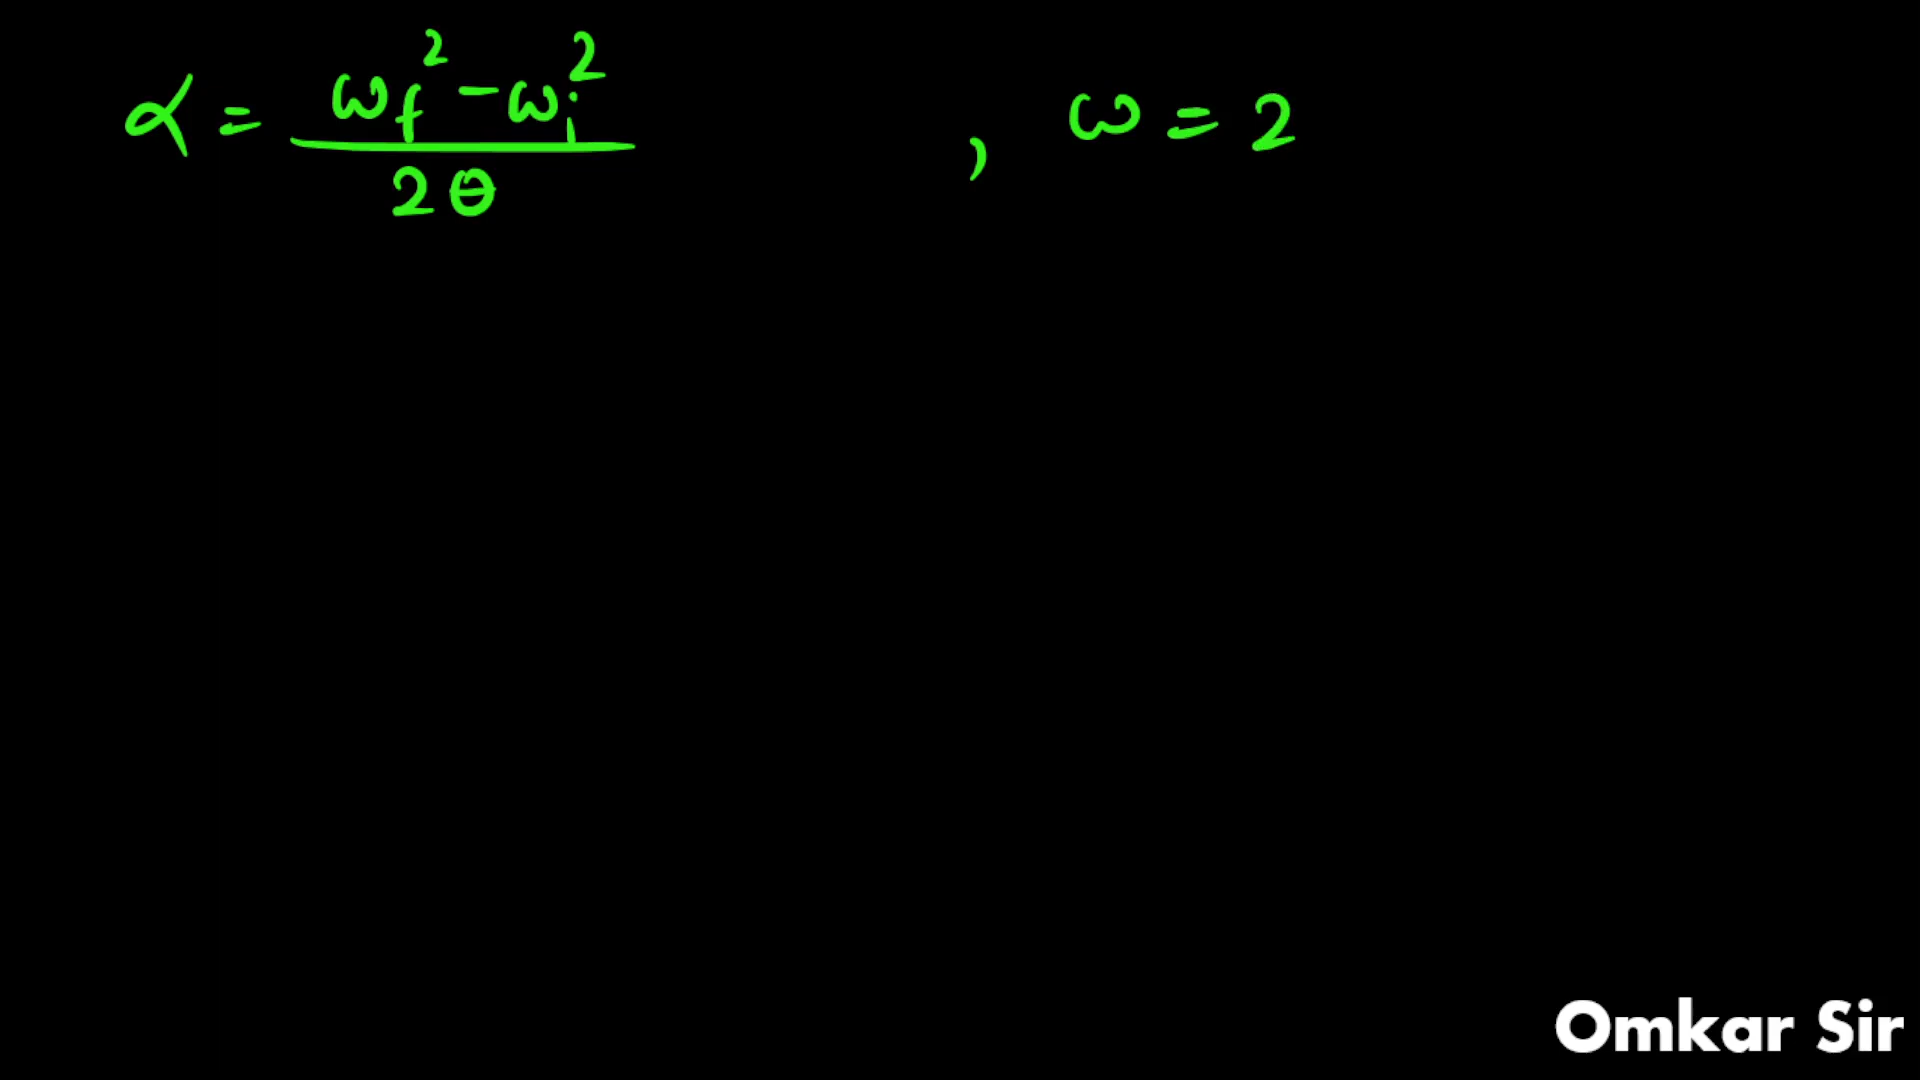 α = (ω_f² - ω_i²) / 2θ , ω = 2
Omkar Sir